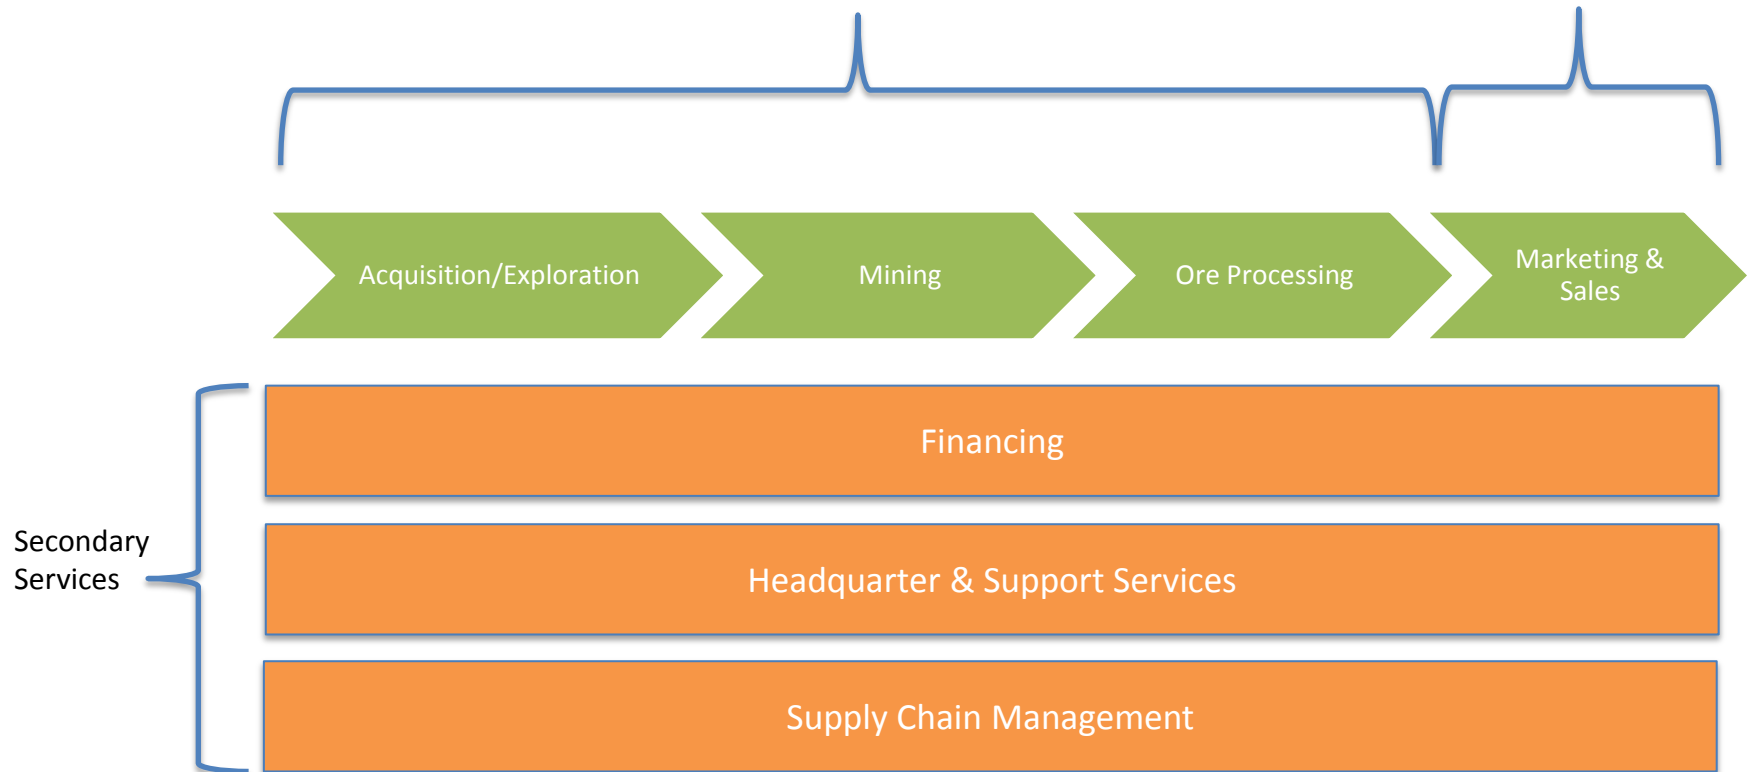 Acquisition/Exploration
Mining
Ore Processing
Marketing &
Sales
Financing
Secondary
Services
Headquarter & Support Services
Supply Chain Management